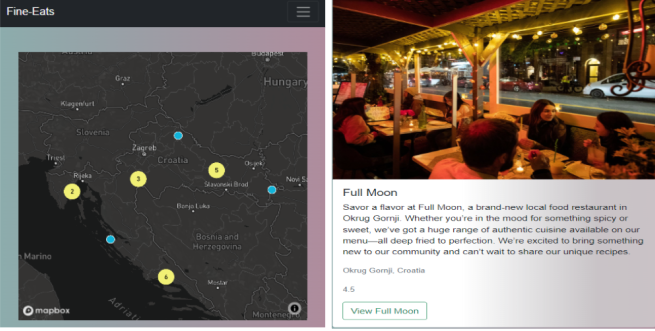 Fine-Eats
Budapest
Graz
Hungary
Klagenfurt
Slovenia
Zagreb
Trieste
Rijeka
Croatia
5
Osijek
3
2
Slavonski Brod
Novi
Banja Luka
Bosnia and
Herzegovina
Marino
6
Mostar
Adriatic
Montenegro
mapbox
Full Moon
Savor a flavor at Full Moon, a brand-new local food restaurant in
Okrug Gornji. Whether you're in the mood for something spicy or
sweet, we've got a huge range of authentic cuisine available on our
menu—all deep fried to perfection. We're excited to bring something
new to our community and can't wait to share our unique recipes.
Okrug Gornji, Croatia
4.5
View Full Moon